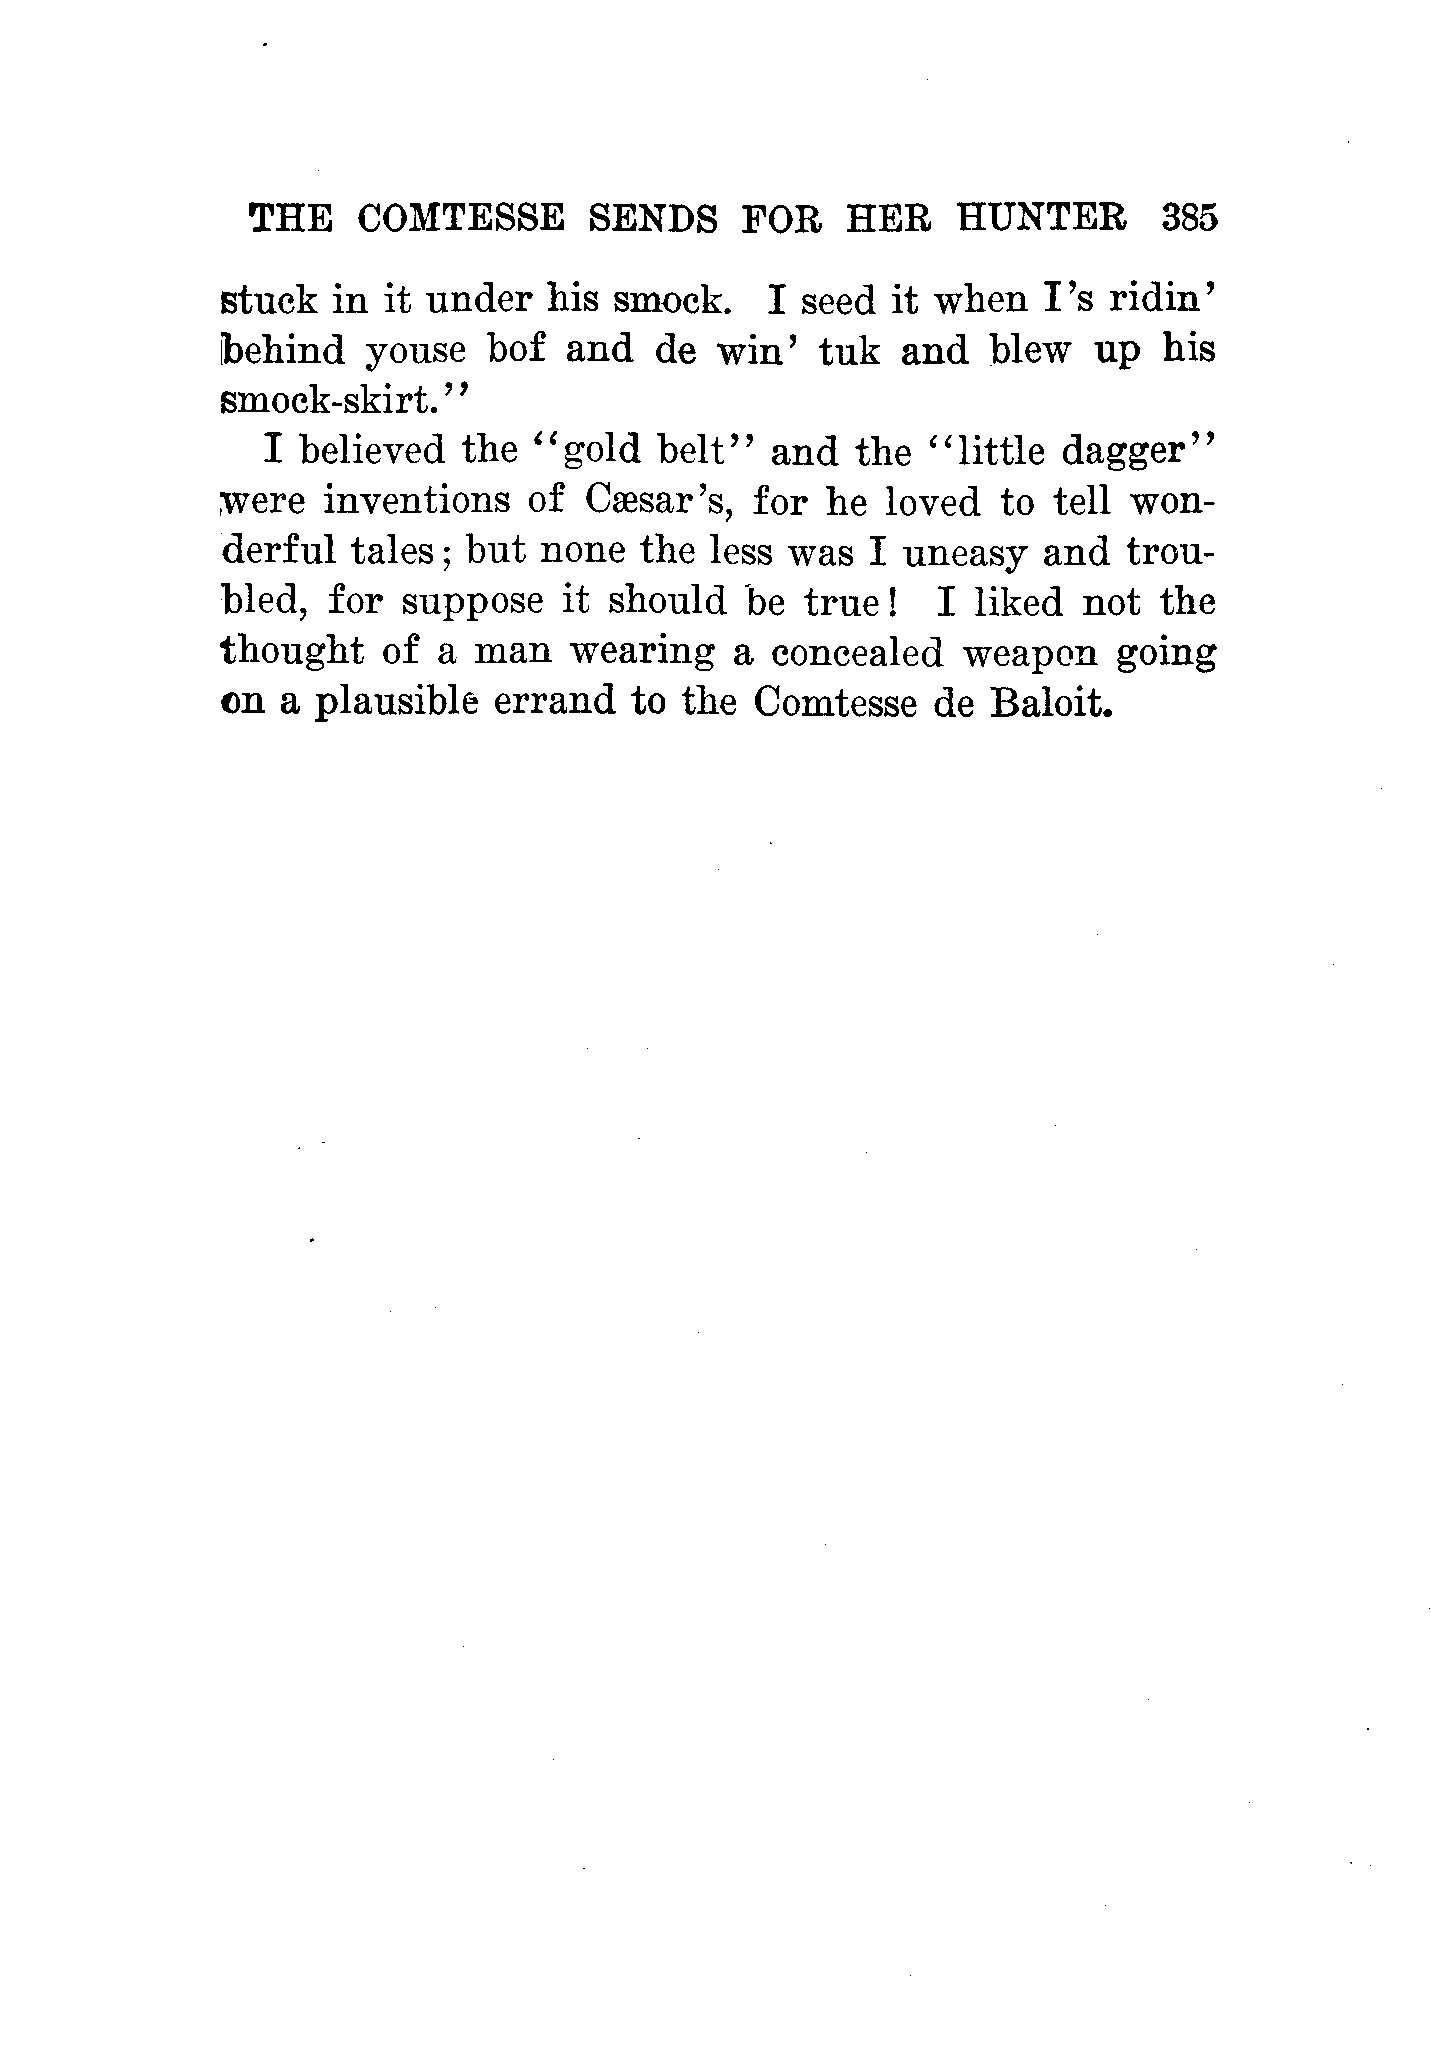 THE COMTESSE SENDS FOR HER HUNTER 385
stuck in it under his smock. I seed it when I's ridin'
behind youse bof and de win' tuk and blew up his
smock-skirt."
I believed the "gold belt" and the "little dagger"
were inventions of Cæsar's, for he loved to tell won-
derful tales; but none the less was I uneasy and trou-
bled, for suppose it should be true! I liked not the
thought of a man wearing a concealed weapon going
on a plausible errand to the Comtesse de Baloit.